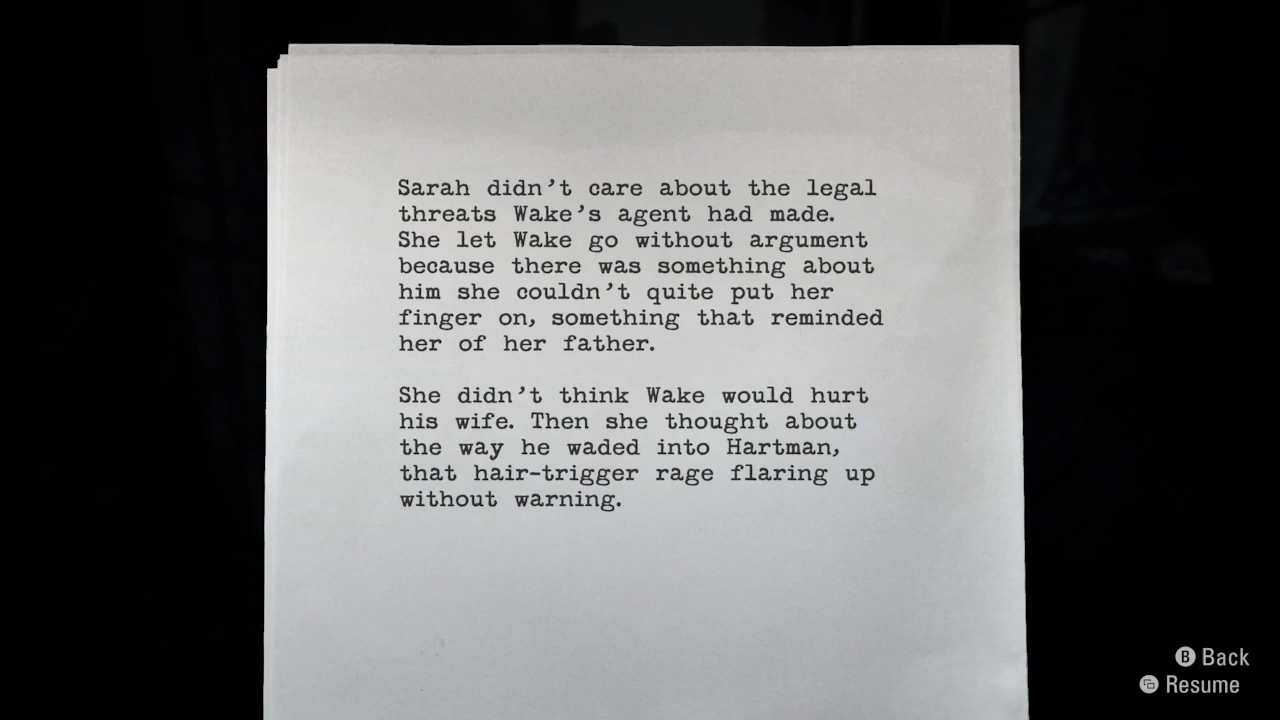 Sarah didn't care about the legal
threats Wake's agent had made.
She let Wake go without argument
because there was something about
him she couldn't quite put her
finger on, something that reminded
her of her father.
She didn't think Wake would hurt
his wife. Then she thought about
the way he waded into Hartman,
that hair-trigger rage flaring up
without warning.
B Back
Resume